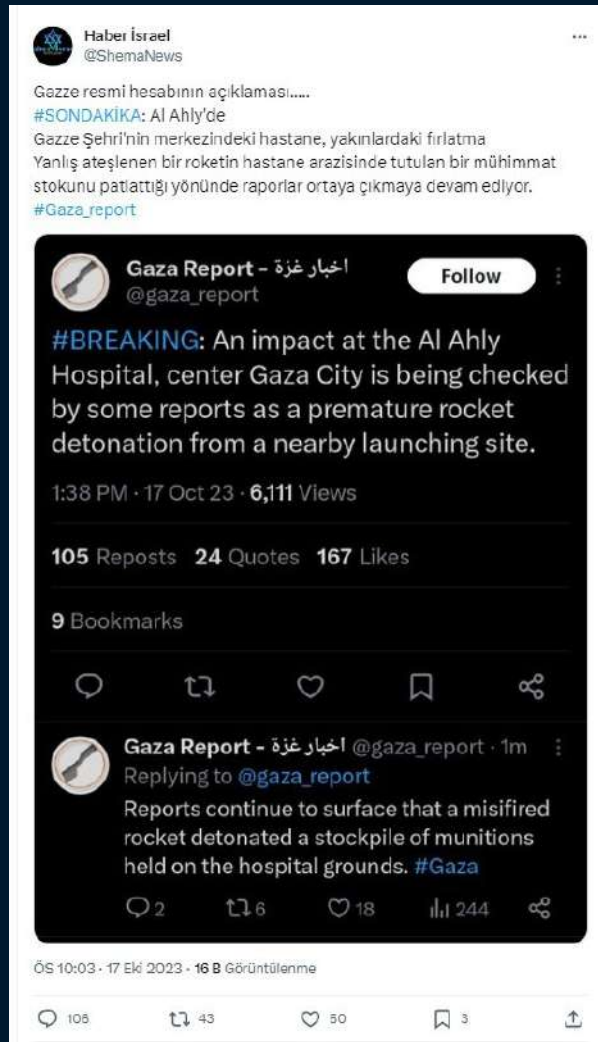 Haber İsrael
@ShemaNews
Gazze resmi hesabının açıklaması.....
#SONDAKİKA: Al Ahly'de
Gazze Şehri'nin merkezindeki hastane, yakınlardaki fırlatma
Yanlış ateşlenen bir roketin hastane arazisinde tutulan bir mühimmat
stokunu patlattığı yönünde raporlar ortaya çıkmaya devam ediyor.
#Gaza_report
Gaza Report - اخبار غزة
Follow
@gaza_report
#BREAKING: An impact at the Al Ahly
Hospital, center Gaza City is being checked
by some reports as a premature rocket
detonation from a nearby launching site.
1:38 PM · 17 Oct 23 · 6,111 Views
105 Reposts 24 Quotes 167 Likes
9 Bookmarks
Gaza Report - اخبار غزة @gaza_report · 1m
Replying to @gaza_report
Reports continue to surface that a misifired
rocket detonated a stockpile of munitions
held on the hospital grounds. #Gaza
2 6 18 244
ÖS 10:03 · 17 Eki 2023 · 16 B Görüntülenme
43 50 3